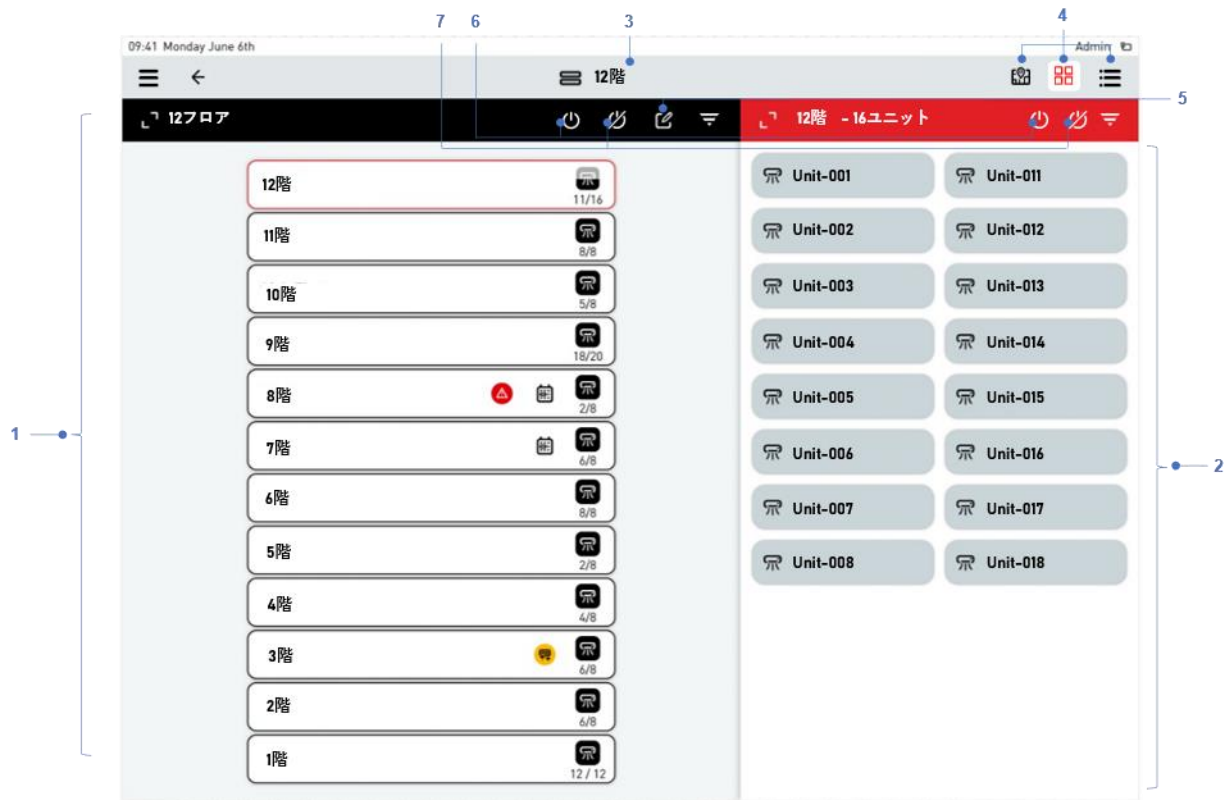 7 6 3 4
09:41 Monday June 6th Admin
12階
5
12フロア 12階 - 16ユニット
12階
11/16
11階
8/8
10階
5/8
9階
18/20
8階
2/8
7階
6/8
6階
8/8
5階
2/8
4階
4/8
3階
6/8
2階
6/8
1階
12 / 12
Unit-001 Unit-011
Unit-002 Unit-012
Unit-003 Unit-013
Unit-004 Unit-014
Unit-005 Unit-015
Unit-006 Unit-016
Unit-007 Unit-017
Unit-008 Unit-018
1
2